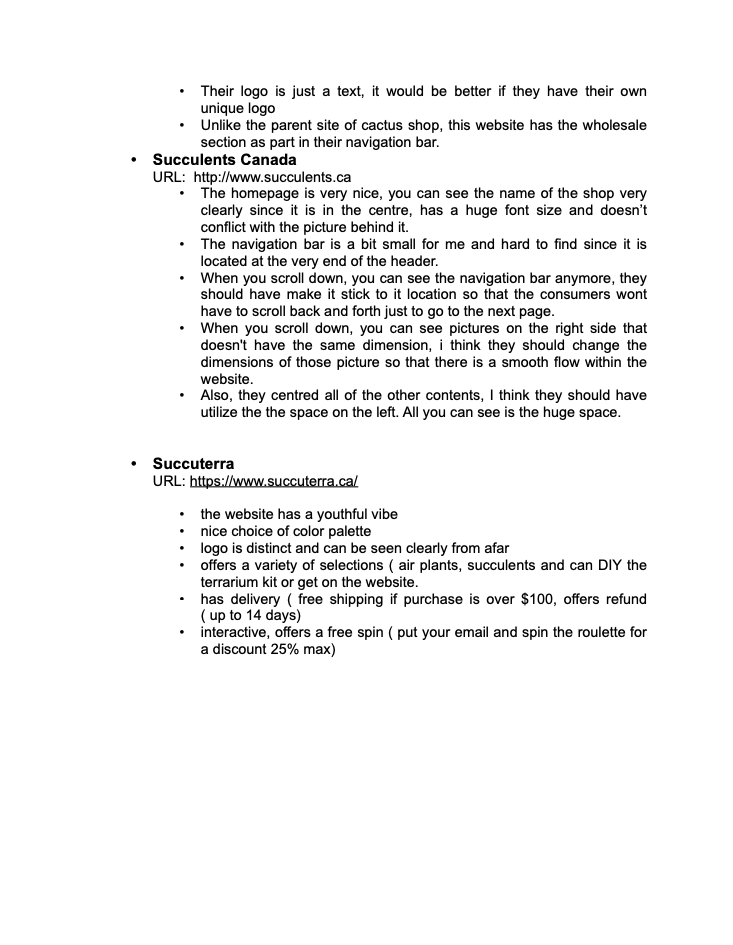 • Their logo is just a text, it would be better if they have their own
unique logo
• Unlike the parent site of cactus shop, this website has the wholesale
section as part in their navigation bar.
• Succulents Canada
URL: http://www.succulents.ca
• The homepage is very nice, you can see the name of the shop very
clearly since it is in the centre, has a huge font size and doesn’t
conflict with the picture behind it.
• The navigation bar is a bit small for me and hard to find since it is
located at the very end of the header.
• When you scroll down, you can see the navigation bar anymore, they
should have make it stick to it location so that the consumers wont
have to scroll back and forth just to go to the next page.
• When you scroll down, you can see pictures on the right side that
doesn't have the same dimension, i think they should change the
dimensions of those picture so that there is a smooth flow within the
website.
• Also, they centred all of the other contents, I think they should have
utilize the the space on the left. All you can see is the huge space.
• Succuterra
URL: https://www.succuterra.ca/
• the website has a youthful vibe
• nice choice of color palette
• logo is distinct and can be seen clearly from afar
• offers a variety of selections ( air plants, succulents and can DIY the
terrarium kit or get on the website.
• has delivery ( free shipping if purchase is over $100, offers refund
( up to 14 days)
• interactive, offers a free spin ( put your email and spin the roulette for
a discount 25% max)